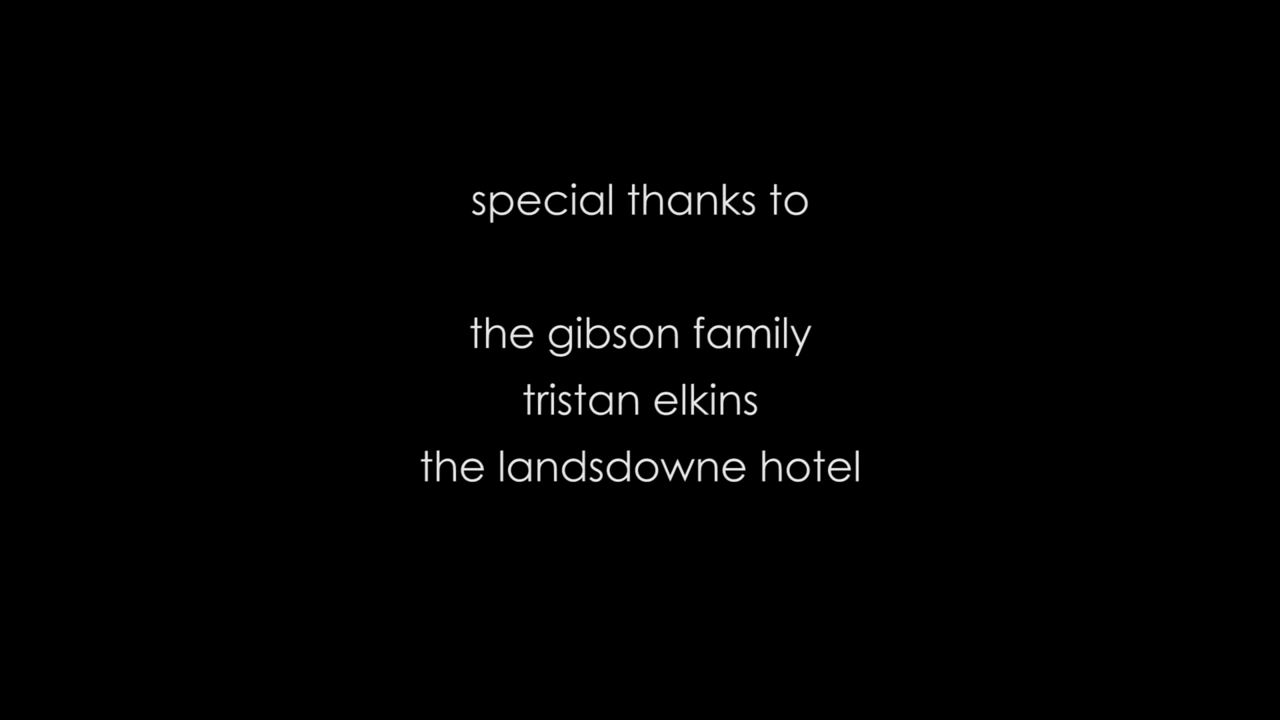 special thanks to
the gibson family
tristan elkins
the landsdowne hotel